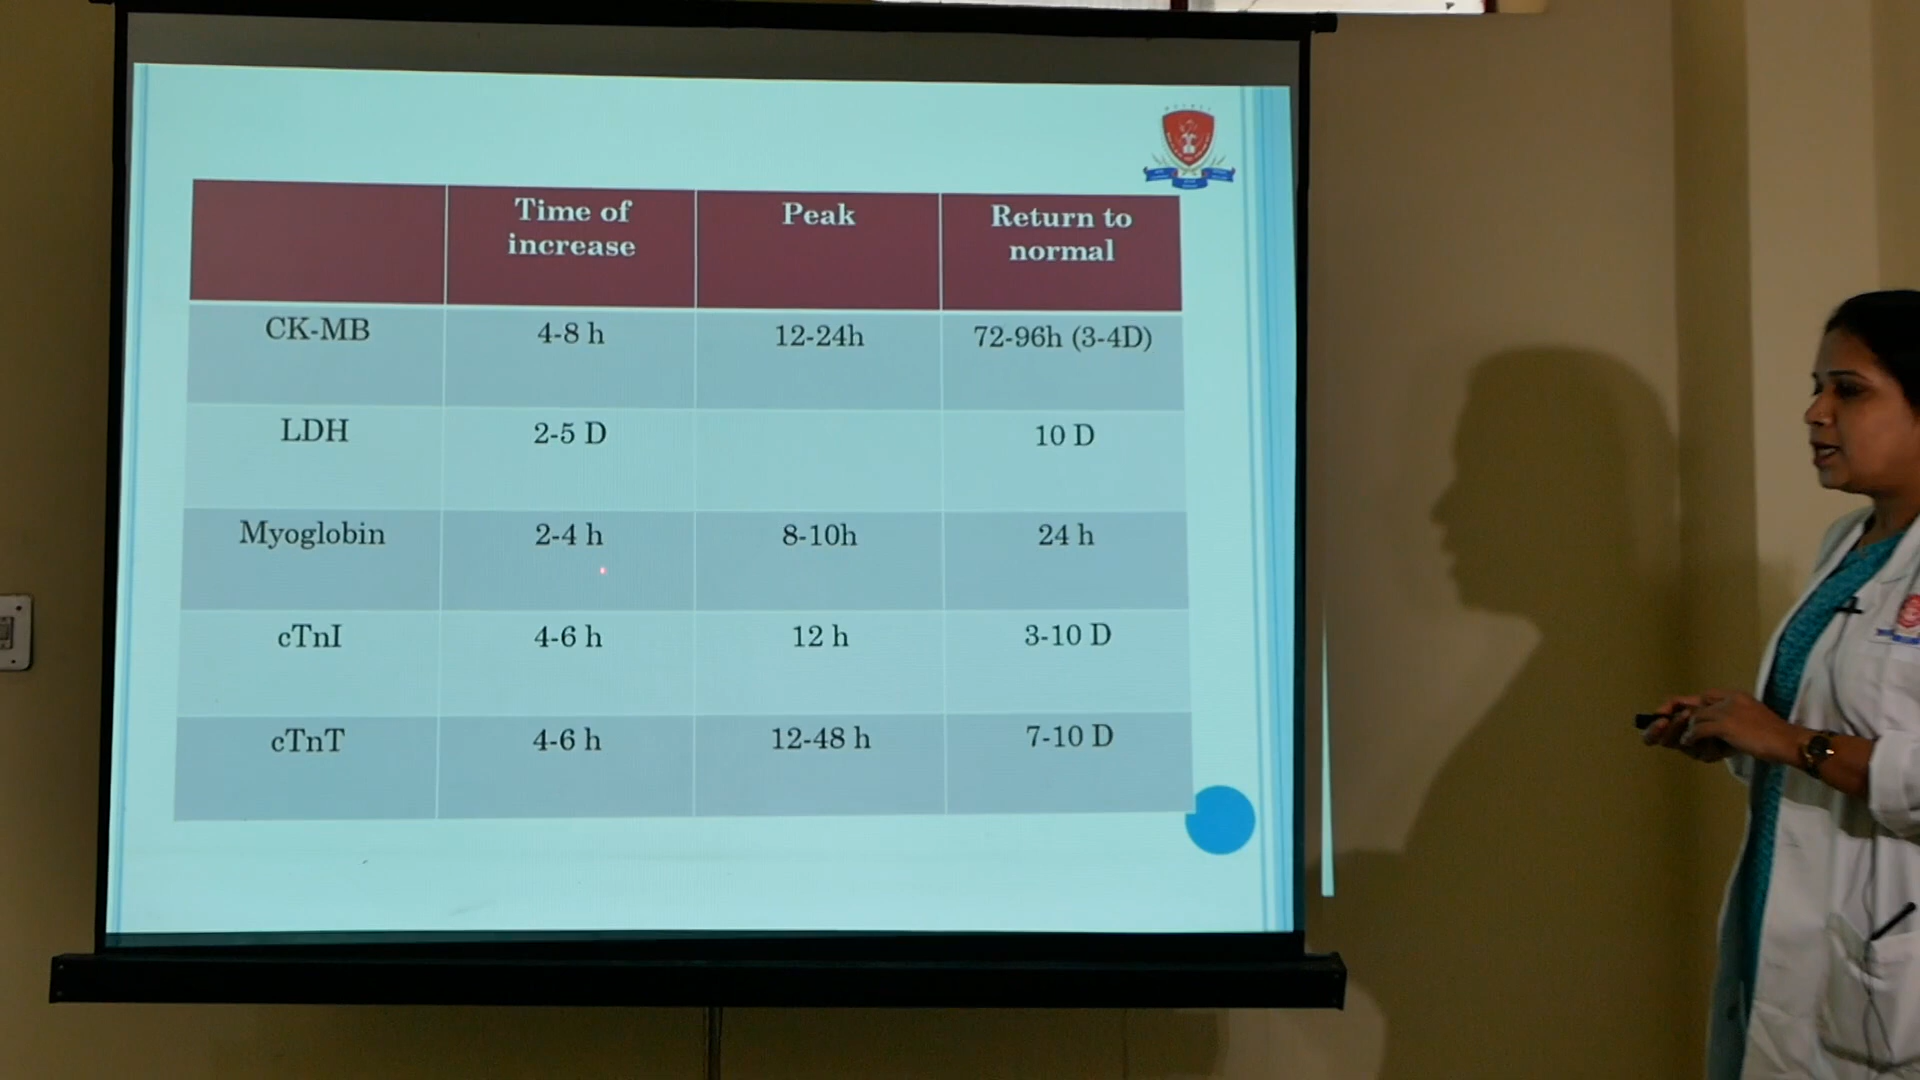 Time of
increase
Peak
Return to
normal
CK-MB
4-8 h
12-24h
72-96h (3-4D)
LDH
2-5 D
10 D
Myoglobin
2-4 h
8-10h
24 h
cTnI
4-6 h
12 h
3-10 D
cTnT
4-6 h
12-48 h
7-10 D